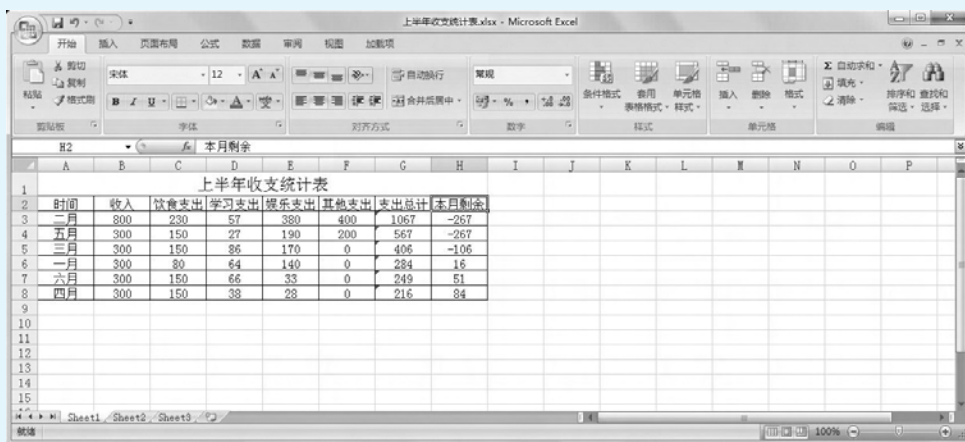 上半年收支统计表.xlsx - Microsoft Excel
开始 插入 页面布局 公式 数据 审阅 视图 加载项
剪切
复制
格式刷
粘贴
剪贴板
宋体 12
B I U A
字体
自动换行
合并后居中
对齐方式
常规
数字
条件格式 套用表格格式 单元格样式
样式
插入 删除 格式
单元格
Σ 自动求和
填充
清除
排序和筛选 查找和选择
编辑
H2 fx 本月剩余
A B C D E F G H I J K L M N O P
1 上半年收支统计表
2 时间 收入 饮食支出 学习支出 娱乐支出 其他支出 支出总计 本月剩余
3 二月 800 230 57 380 400 1067 -267
4 五月 300 150 27 190 200 567 -267
5 三月 300 150 86 170 0 406 -106
6 一月 300 80 64 140 0 284 16
7 六月 300 150 66 33 0 249 51
8 四月 300 150 38 28 0 216 84
9
10
11
12
13
14
15
Sheet1 Sheet2 Sheet3
就绪 100%